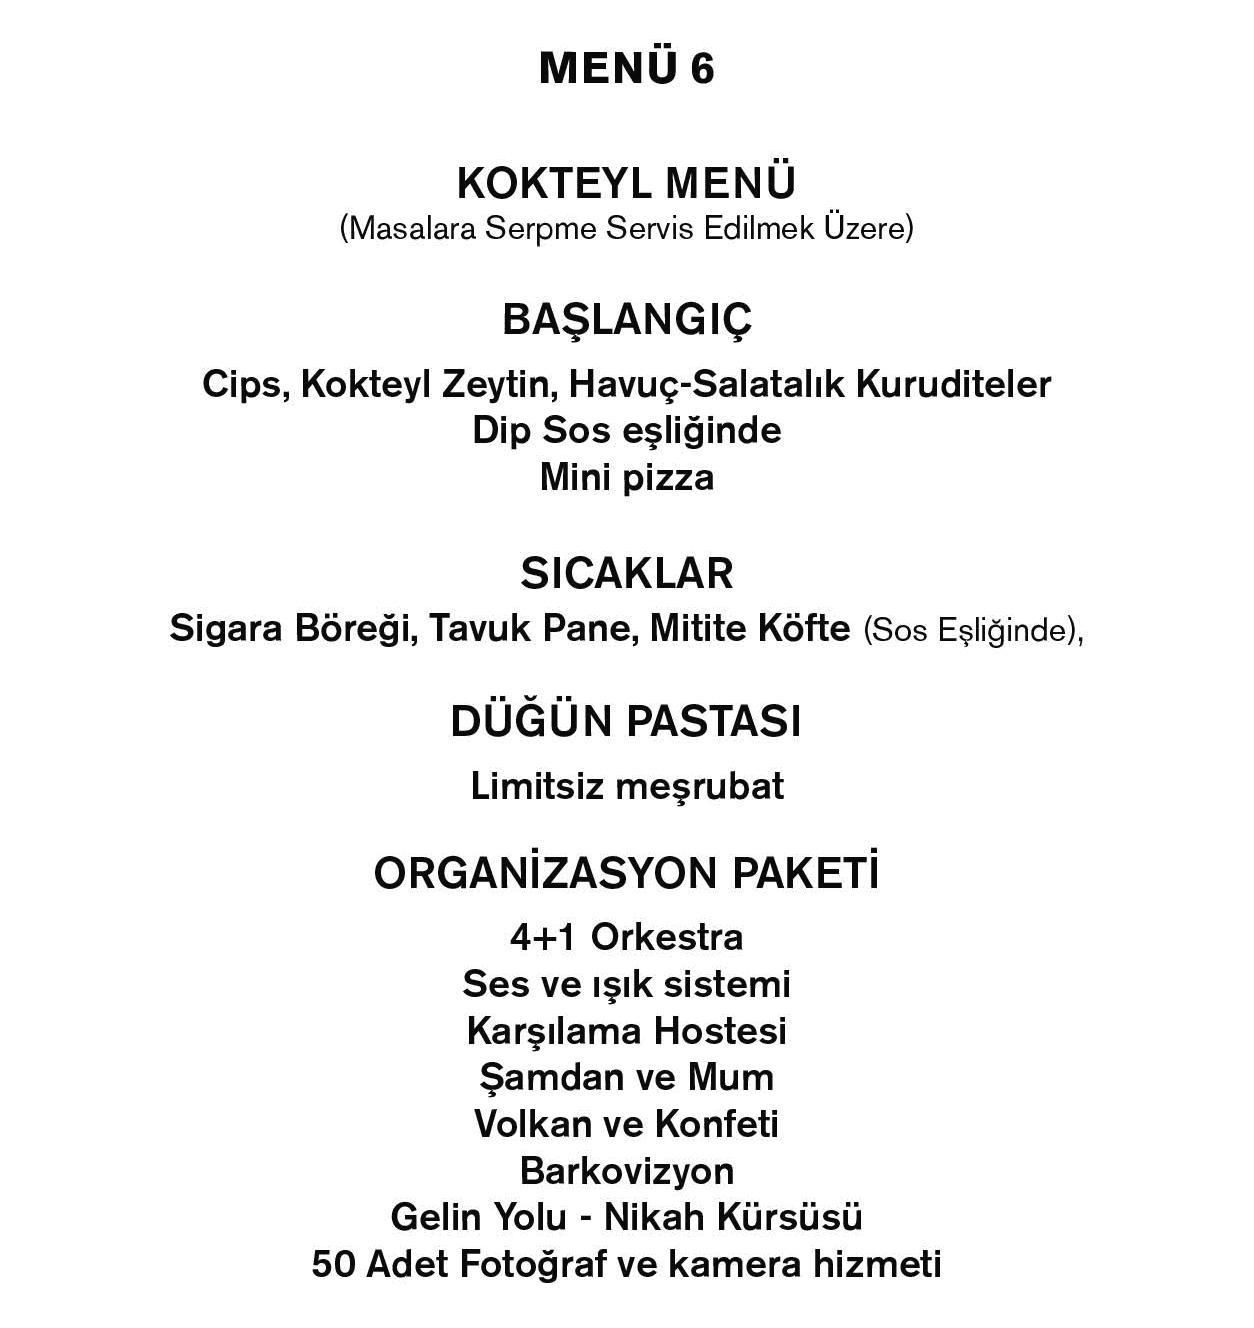 MENÜ 6
KOKTEYL MENÜ
(Masalara Serpme Servis Edilmek Üzere)
BAŞLANGIÇ
Cips, Kokteyl Zeytin, Havuç-Salatalık Kuruditeler
Dip Sos eşliğinde
Mini pizza
SICAKLAR
Sigara Böreği, Tavuk Pane, Mitite Köfte (Sos Eşliğinde),
DÜĞÜN PASTASI
Limitsiz meşrubat
ORGANİZASYON PAKETİ
4+1 Orkestra
Ses ve ışık sistemi
Karşılama Hostesi
Şamdan ve Mum
Volkan ve Konfeti
Barkovizyon
Gelin Yolu - Nikah Kürsüsü
50 Adet Fotoğraf ve kamera hizmeti